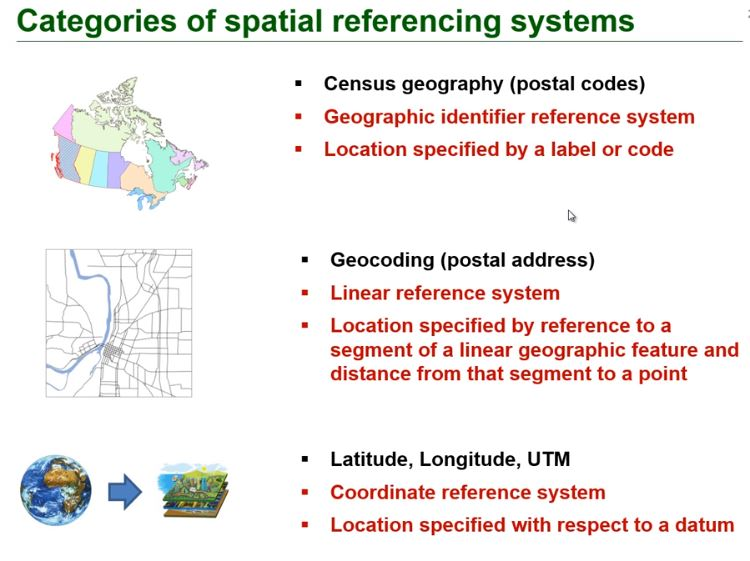 Categories of spatial referencing systems
▪ Census geography (postal codes)
▪ Geographic identifier reference system
▪ Location specified by a label or code
▪ Geocoding (postal address)
▪ Linear reference system
▪ Location specified by reference to a
segment of a linear geographic feature and
distance from that segment to a point
▪ Latitude, Longitude, UTM
▪ Coordinate reference system
▪ Location specified with respect to a datum